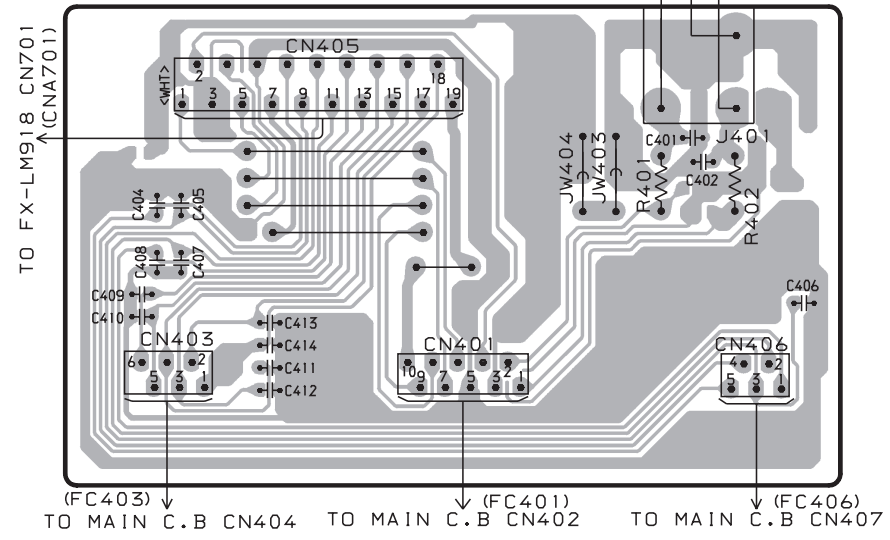 TO FX-LM918 CN701
(CNA701)
CN405
<WHT>
2 18
1 3 5 7 9 11 13 15 17 19
C401
J401
C402
JW404
JW403
R401
R402
C404
C405
C408
C407
C409
C410
C406
C413
C414
C411
C412
CN403
6 2
5 3 1
CN401
10 2
9 7 5 3 1
CN406
4 2
5 3 1
(FC403)
TO MAIN C.B CN404
(FC401)
TO MAIN C.B CN402
(FC406)
TO MAIN C.B CN407